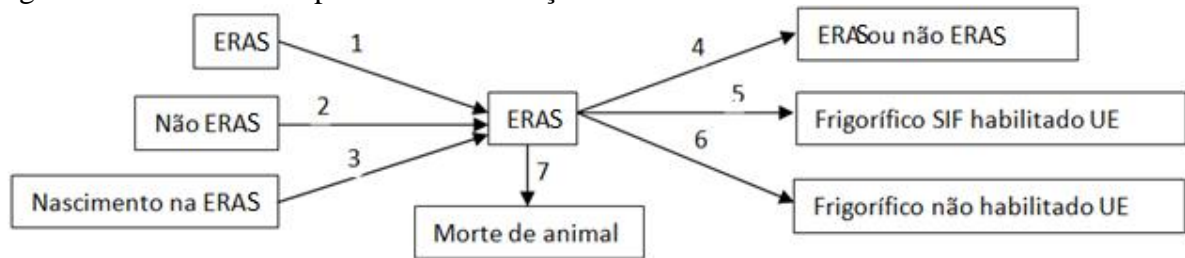 ERAS
1
4
ERAS ou não ERAS
Não ERAS
2
ERAS
5
Frigorífico SIF habilitado UE
3
6
Nascimento na ERAS
7
Frigorífico não habilitado UE
Morte de animal